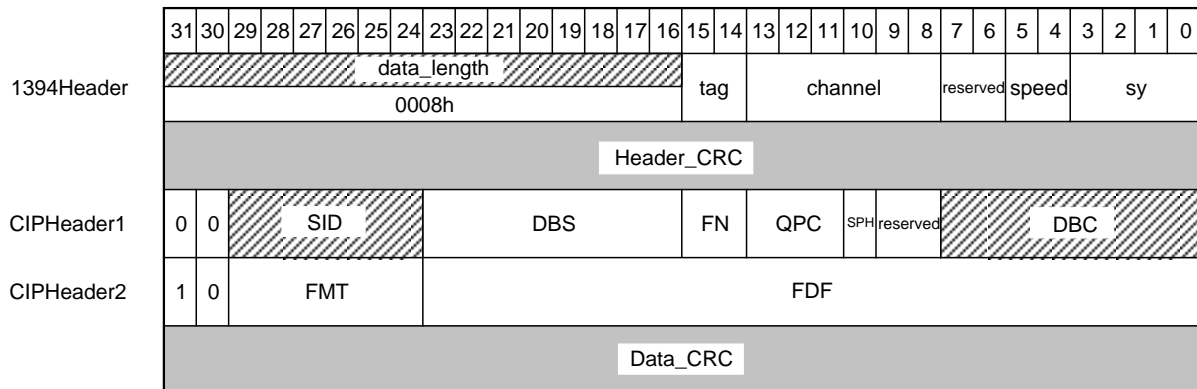 31 30 29 28 27 26 25 24 23 22 21 20 19 18 17 16 15 14 13 12 11 10 9 8 7 6 5 4 3 2 1 0
1394Header data_length tag channel reserved speed sy
0008h
Header_CRC
CIPHeader1 0 0 SID DBS FN QPC SPH reserved DBC
CIPHeader2 1 0 FMT FDF
Data_CRC